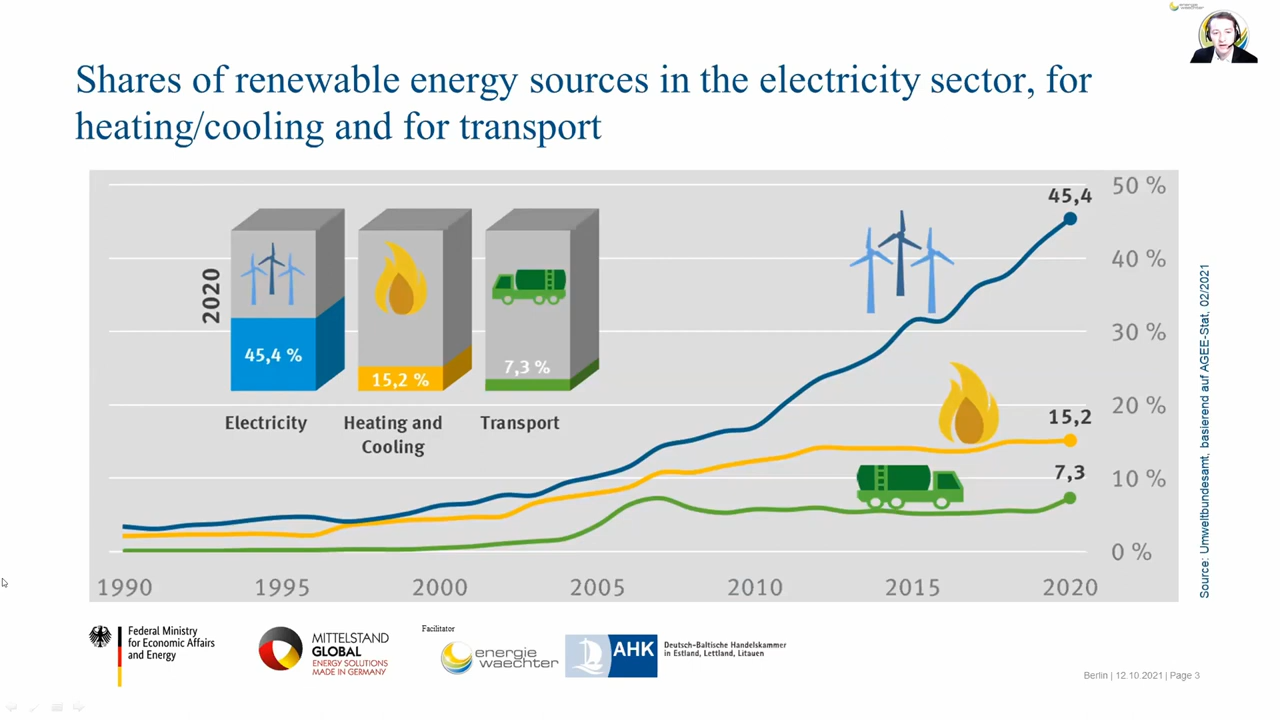 energie
waechter
Shares of renewable energy sources in the electricity sector, for
heating/cooling and for transport
50 %
45,4
40 %
30 %
20 %
15,2
10 %
7,3
0 %
2020
45,4 %
15,2 %
7,3 %
Electricity
Heating and
Cooling
Transport
1990
1995
2000
2005
2010
2015
2020
Source: Umweltbundesamt, basierend auf AGEE-Stat, 02/2021
Federal Ministry
for Economic Affairs
and Energy
MITTELSTAND
GLOBAL
ENERGY SOLUTIONS
MADE IN GERMANY
Facilitator
energie
waechter
AHK
Deutsch-Baltische Handelskammer
in Estland, Lettland, Litauen
Berlin | 12.10.2021 | Page 3